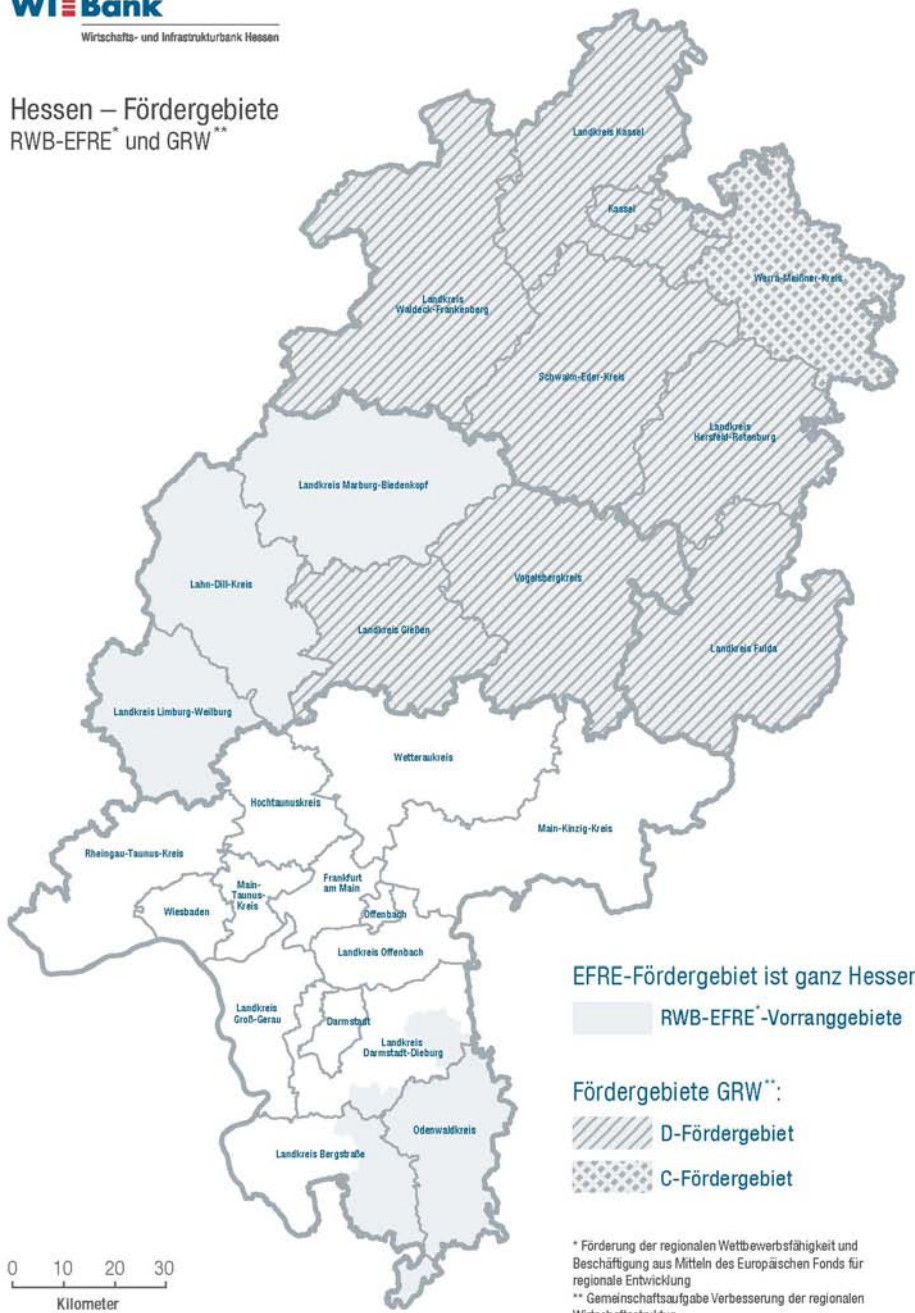 WIBank
Wirtschafts- und Infrastrukturbank Hessen
Hessen – Fördergebiete
RWB-EFRE* und GRW**
Landkreis Kassel
Kassel
Werra-Meißner-Kreis
Landkreis
Waldeck-Frankenberg
Schwalm-Eder-Kreis
Landkreis
Hersfeld-Rotenburg
Landkreis Marburg-Biedenkopf
Lahn-Dill-Kreis
Vogelsbergkreis
Landkreis Gießen
Landkreis Fulda
Landkreis Limburg-Weilburg
Wetteraukreis
Hochtaunuskreis
Main-Kinzig-Kreis
Rheingau-Taunus-Kreis
Main-
Taunus-
Kreis
Frankfurt
am Main
Wiesbaden
Offenbach
Landkreis Offenbach
Landkreis
Groß-Gerau
Darmstadt
Landkreis
Darmstadt-Dieburg
Odenwaldkreis
Landkreis Bergstraße
EFRE-Fördergebiet ist ganz Hessen
RWB-EFRE*-Vorranggebiete
Fördergebiete GRW**:
D-Fördergebiet
C-Fördergebiet
* Förderung der regionalen Wettbewerbsfähigkeit und
Beschäftigung aus Mitteln des Europäischen Fonds für
regionale Entwicklung
** Gemeinschaftsaufgabe Verbesserung der regionalen
0 10 20 30
Kilometer